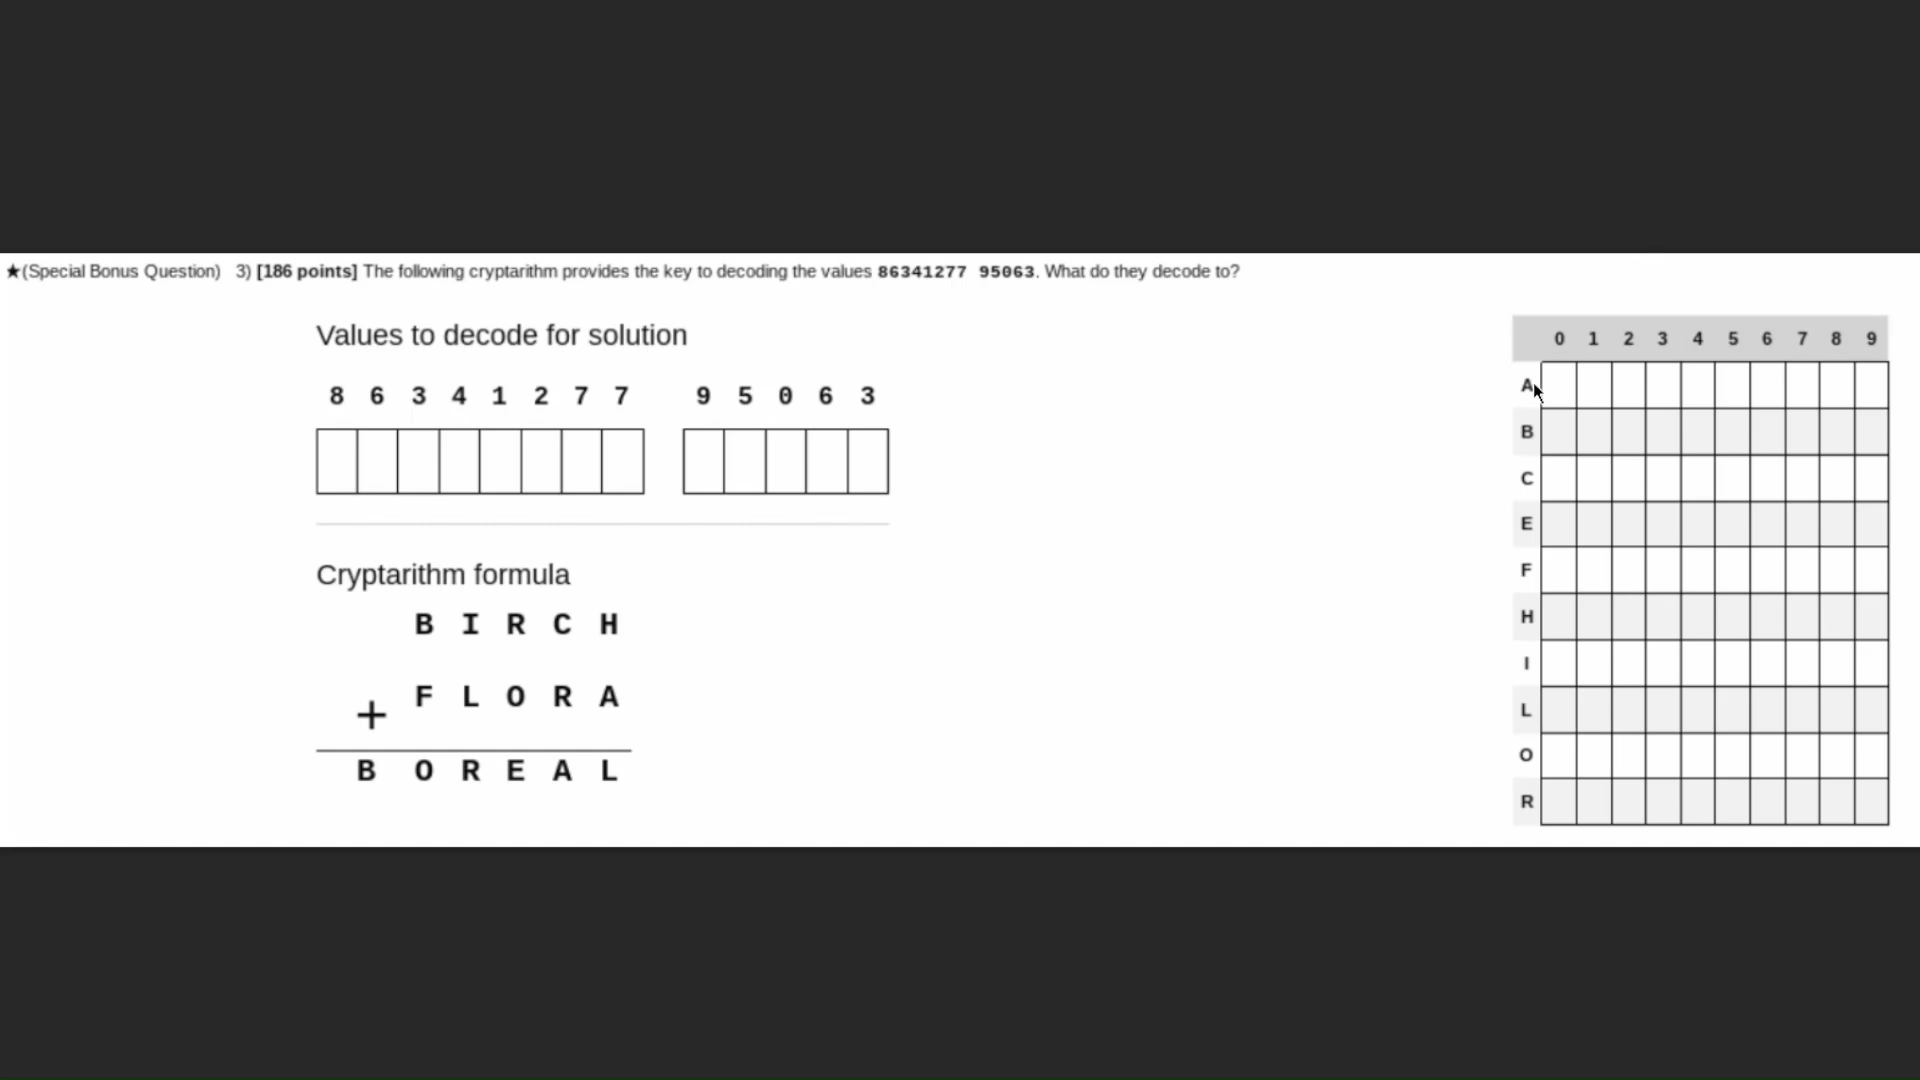 ★(Special Bonus Question) 3) [186 points] The following cryptarithm provides the key to decoding the values 86341277 95063. What do they decode to?
Values to decode for solution
8 6 3 4 1 2 7 7 9 5 0 6 3
Cryptarithm formula
B I R C H
+ F L O R A
B O R E A L
0 1 2 3 4 5 6 7 8 9
A
B
C
E
F
H
I
L
O
R